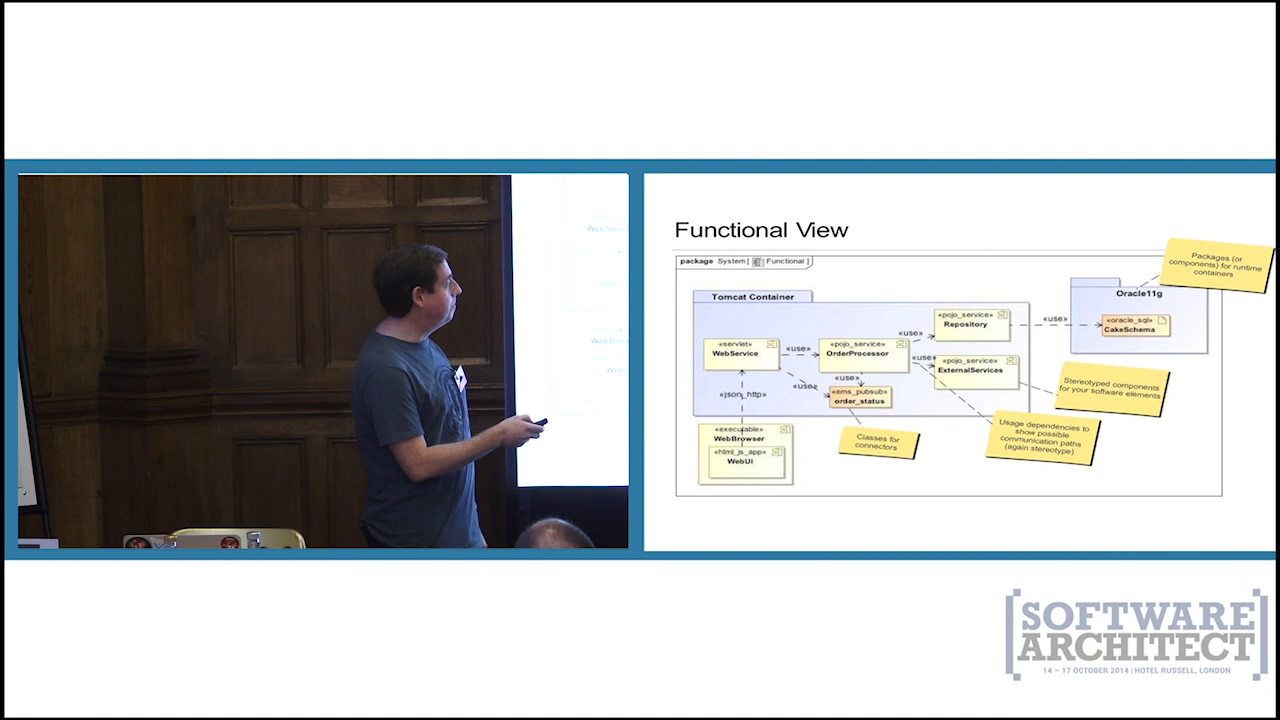 Functional View
package System[ Functional ]
Packages (or
components) for runtime
containers
Tomcat Container
Oracle11g
«pojo_service»
Repository
«use»
«oracle_sql»
CakeSchema
«use»
«servlet»
WebService
«use»
«pojo_service»
OrderProcessor
«use»
«pojo_service»
ExternalServices
«use»
«use»
«ems_pubsub»
order_status
Stereotyped components
for your software elements
«json_http»
Usage dependencies to
show possible
communication paths
(again stereotype)
Classes for
connectors
«executable»
WebBrowser
«html_js_app»
WebUI
[SOFTWARE]
[ARCHITECT]
14 – 17 OCTOBER 2014 | HOTEL RUSSELL, LONDON